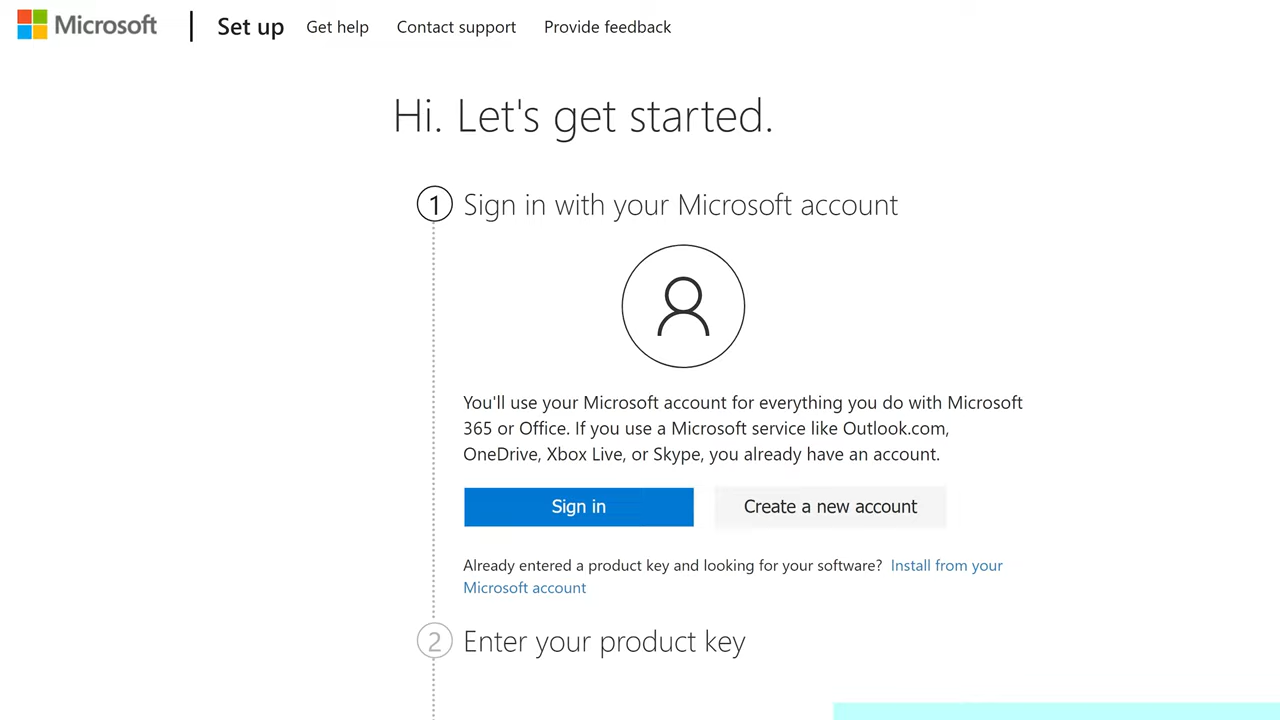 Microsoft | Set up Get help Contact support Provide feedback
Hi. Let's get started.
1 Sign in with your Microsoft account
You'll use your Microsoft account for everything you do with Microsoft
365 or Office. If you use a Microsoft service like Outlook.com,
OneDrive, Xbox Live, or Skype, you already have an account.
Sign in Create a new account
Already entered a product key and looking for your software? Install from your
Microsoft account
2 Enter your product key